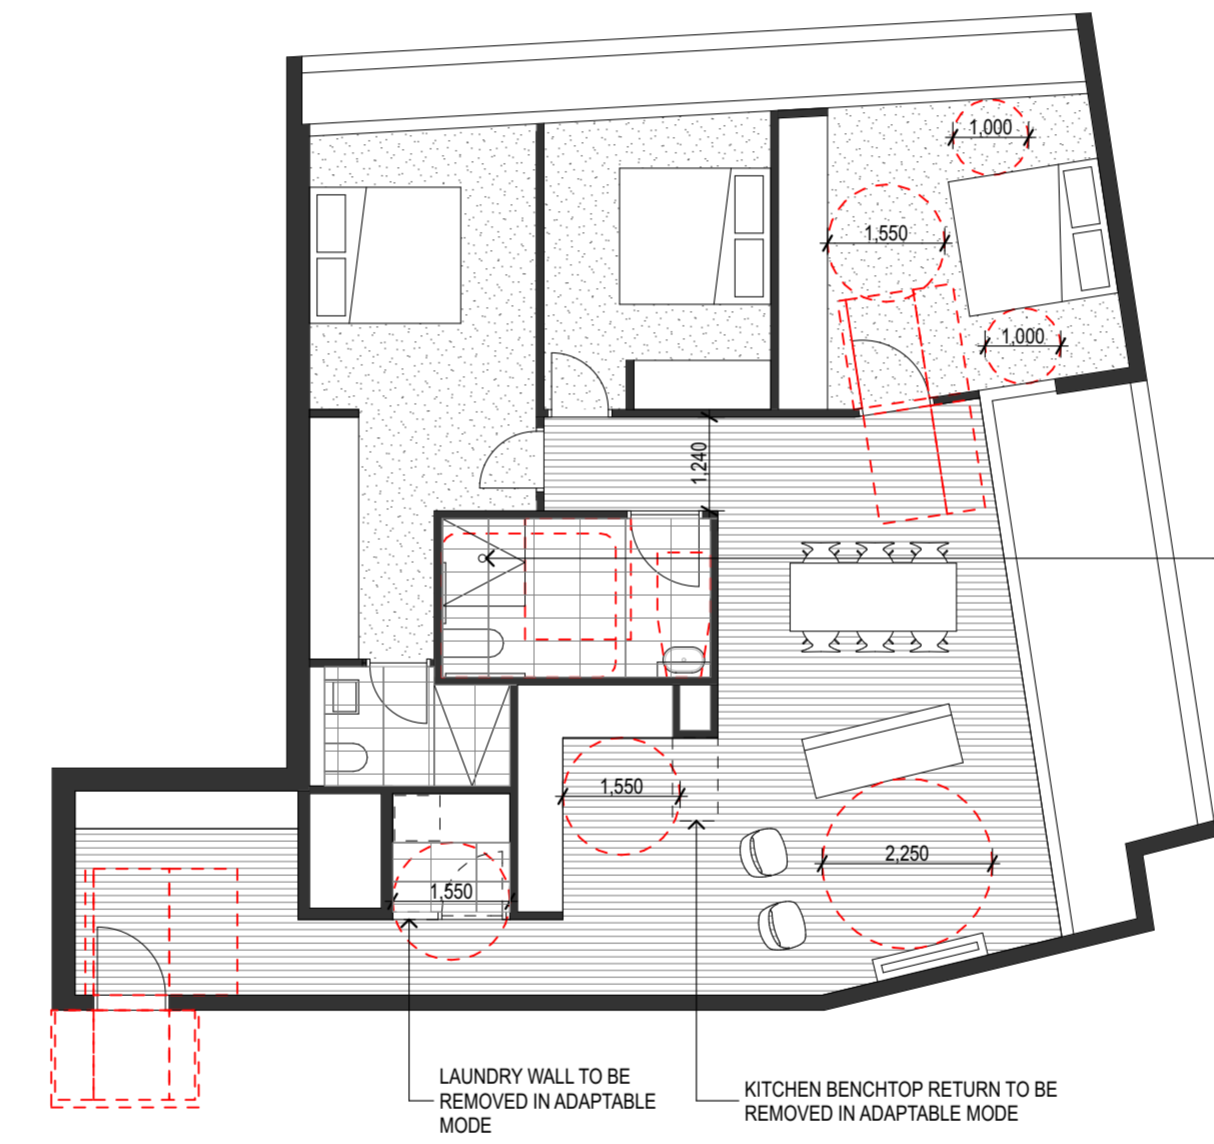 1,000
1,550
1,000
1,240
1,550
2,250
1,550
LAUNDRY WALL TO BE
REMOVED IN ADAPTABLE
MODE
KITCHEN BENCHTOP RETURN TO BE
REMOVED IN ADAPTABLE MODE